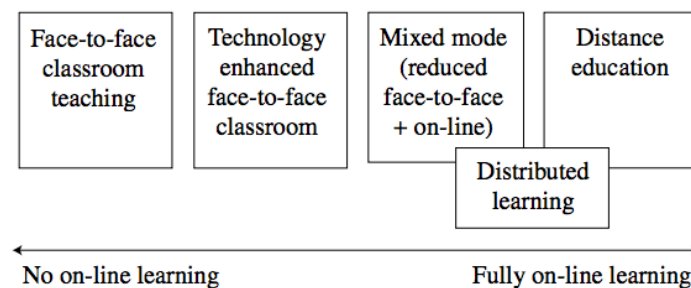 Face-to-face
classroom
teaching
Technology
enhanced
face-to-face
classroom
Mixed mode
(reduced
face-to-face
+ on-line)
Distance
education
Distributed
learning
No on-line learning
Fully on-line learning